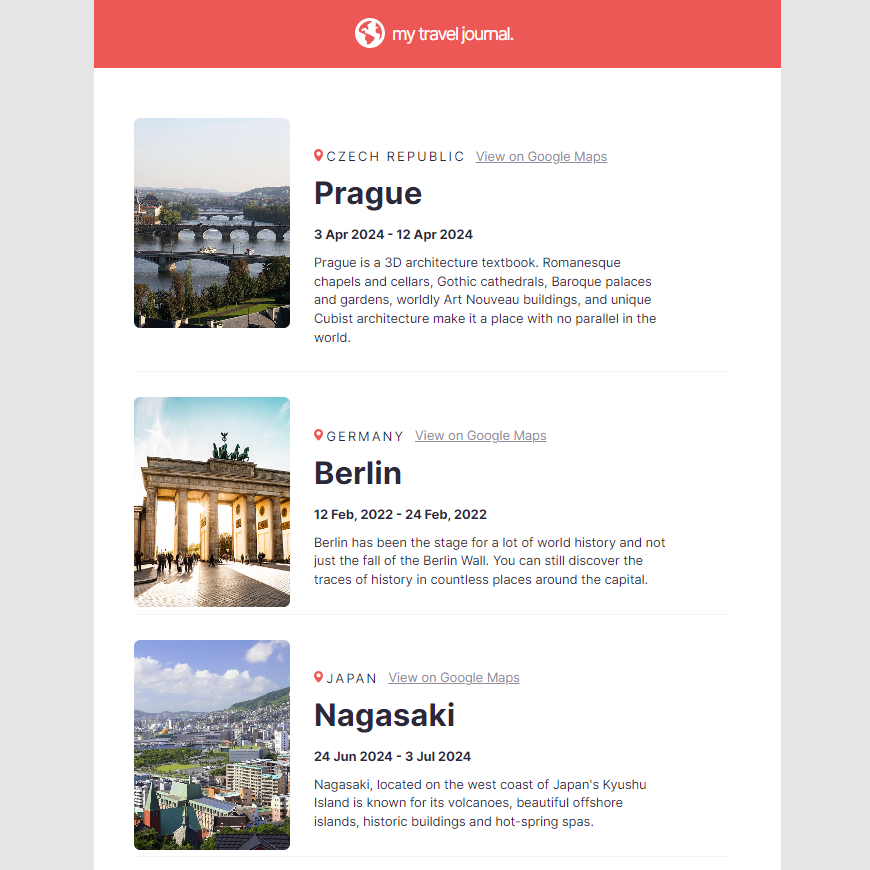 my travel journal.
CZECH REPUBLIC View on Google Maps
Prague
3 Apr 2024 - 12 Apr 2024
Prague is a 3D architecture textbook. Romanesque
chapels and cellars, Gothic cathedrals, Baroque palaces
and gardens, worldly Art Nouveau buildings, and unique
Cubist architecture make it a place with no parallel in the
world.
GERMANY View on Google Maps
Berlin
12 Feb, 2022 - 24 Feb, 2022
Berlin has been the stage for a lot of world history and not
just the fall of the Berlin Wall. You can still discover the
traces of history in countless places around the capital.
JAPAN View on Google Maps
Nagasaki
24 Jun 2024 - 3 Jul 2024
Nagasaki, located on the west coast of Japan's Kyushu
Island is known for its volcanoes, beautiful offshore
islands, historic buildings and hot-spring spas.